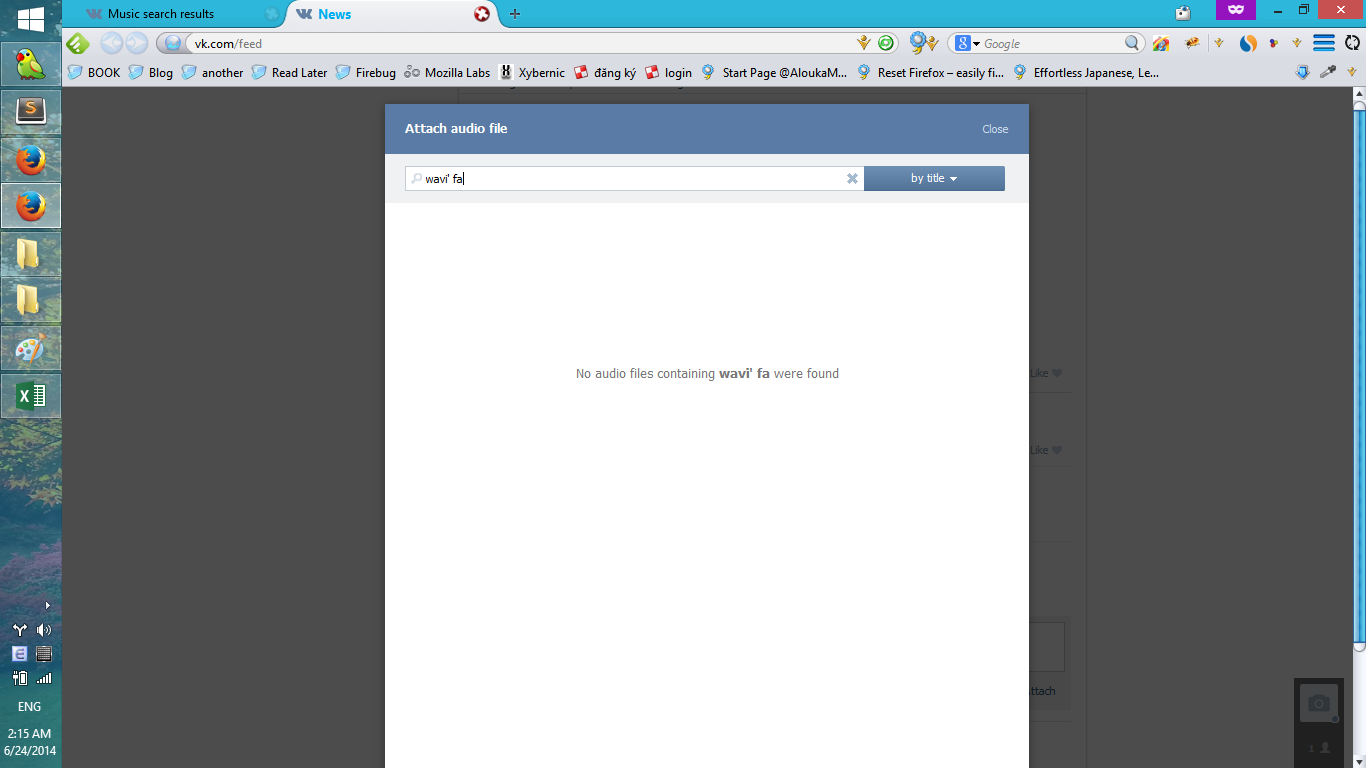 Music search results
News
vk.com/feed
Google
BOOK Blog another Read Later Firebug Mozilla Labs Xybernic đăng ký login Start Page @AloukaM... Reset Firefox – easily fi... Effortless Japanese, Le...
Attach audio file
Close
wavi' fa
by title
No audio files containing wavi' fa were found
Like
Like
ttach
1
ENG
2:15 AM
6/24/2014